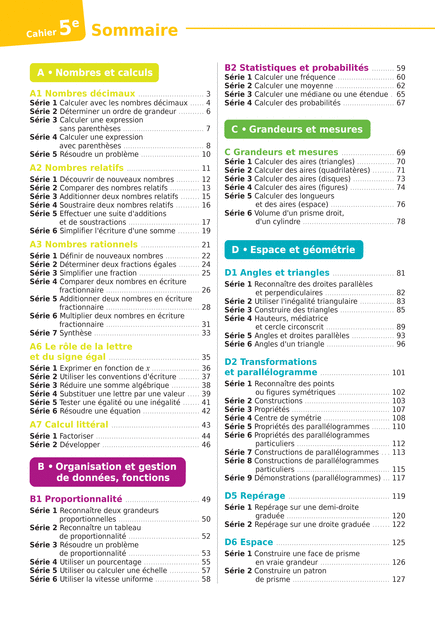 Cahier 5e Sommaire
A • Nombres et calculs
A1 Nombres décimaux ........ 3
Série 1 Calculer avec les nombres décimaux ...... 4
Série 2 Déterminer un ordre de grandeur ........ 6
Série 3 Calculer une expression
sans parenthèses ........ 7
Série 4 Calculer une expression
avec parenthèses ........ 8
Série 5 Résoudre un problème ........ 10
A2 Nombres relatifs ........ 11
Série 1 Découvrir de nouveaux nombres ........ 12
Série 2 Comparer des nombres relatifs ........ 13
Série 3 Additionner deux nombres relatifs ...... 15
Série 4 Soustraire deux nombres relatifs ........ 16
Série 5 Effectuer une suite d'additions
et de soustractions ........ 17
Série 6 Simplifier l'écriture d'une somme ........ 19
A3 Nombres rationnels ........ 21
Série 1 Définir de nouveaux nombres ........ 22
Série 2 Déterminer deux fractions égales ........ 24
Série 3 Simplifier une fraction ........ 25
Série 4 Comparer deux nombres en écriture
fractionnaire ........ 26
Série 5 Additionner deux nombres en écriture
fractionnaire ........ 28
Série 6 Multiplier deux nombres en écriture
fractionnaire ........ 31
Série 7 Synthèse ........ 33
A6 Le rôle de la lettre
et du signe égal ........ 35
Série 1 Exprimer en fonction de x ........ 36
Série 2 Utiliser les conventions d'écriture ........ 37
Série 3 Réduire une somme algébrique ........ 38
Série 4 Substituer une lettre par une valeur .... 39
Série 5 Tester une égalité ou une inégalité ...... 41
Série 6 Résoudre une équation ........ 42
A7 Calcul littéral ........ 43
Série 1 Factoriser ........ 44
Série 2 Développer ........ 46
B • Organisation et gestion
de données, fonctions
B1 Proportionnalité ........ 49
Série 1 Reconnaître deux grandeurs
proportionnelles ........ 50
Série 2 Reconnaître un tableau
de proportionnalité ........ 52
Série 3 Résoudre un problème
de proportionnalité ........ 53
Série 4 Utiliser un pourcentage ........ 55
Série 5 Utiliser ou calculer une échelle ........ 57
Série 6 Utiliser la vitesse uniforme ........ 58
B2 Statistiques et probabilités ........ 59
Série 1 Calculer une fréquence ........ 60
Série 2 Calculer une moyenne ........ 62
Série 3 Calculer une médiane ou une étendue .. 65
Série 4 Calculer des probabilités ........ 67
C • Grandeurs et mesures
C Grandeurs et mesures ........ 69
Série 1 Calculer des aires (triangles) ........ 70
Série 2 Calculer des aires (quadrilatères) ...... 71
Série 3 Calculer des aires (disques) ........ 73
Série 4 Calculer des aires (figures) ........ 74
Série 5 Calculer des longueurs
et des aires (espace) ........ 76
Série 6 Volume d'un prisme droit,
d'un cylindre ........ 78
D • Espace et géométrie
D1 Angles et triangles ........ 81
Série 1 Reconnaître des droites parallèles
et perpendiculaires ........ 82
Série 2 Utiliser l'inégalité triangulaire ........ 83
Série 3 Construire des triangles ........ 85
Série 4 Hauteurs, médiatrice
et cercle circonscrit ........ 89
Série 5 Angles et droites parallèles ........ 93
Série 6 Angles d'un triangle ........ 96
D2 Transformations
et parallélogramme ........ 101
Série 1 Reconnaître des points
ou figures symétriques ........ 102
Série 2 Constructions ........ 103
Série 3 Propriétés ........ 107
Série 4 Centre de symétrie ........ 108
Série 5 Propriétés des parallélogrammes ...... 110
Série 6 Propriétés des parallélogrammes
particuliers ........ 112
Série 7 Constructions de parallélogrammes ... 113
Série 8 Constructions de parallélogrammes
particuliers ........ 115
Série 9 Démonstrations (parallélogrammes) ... 117
D5 Repérage ........ 119
Série 1 Repérage sur une demi-droite
graduée ........ 120
Série 2 Repérage sur une droite graduée ...... 122
D6 Espace ........ 125
Série 1 Construire une face de prisme
en vraie grandeur ........ 126
Série 2 Construire un patron
de prisme ........ 127